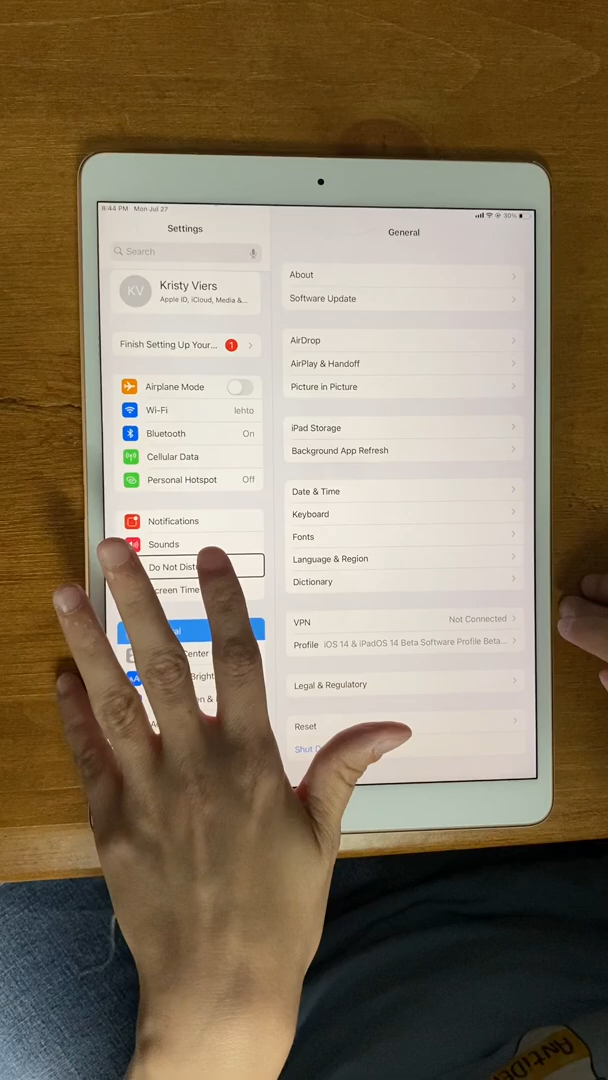 8:44 PM Mon Jul 27
30%
Settings
Search
KV
Kristy Viers
Apple ID, iCloud, Media &...
Finish Setting Up Your... 1
Airplane Mode
Wi-Fi lehto
Bluetooth On
Cellular Data
Personal Hotspot Off
Notifications
Sounds
Do Not
Time
Center
General
About
Software Update
AirDrop
AirPlay & Handoff
Picture in Picture
iPad Storage
Background App Refresh
Date & Time
Keyboard
Fonts
Language & Region
Dictionary
VPN Not Connected
Profile iOS 14 & iPadOS 14 Beta Software Profile Beta...
Legal & Regulatory
Reset
Shut